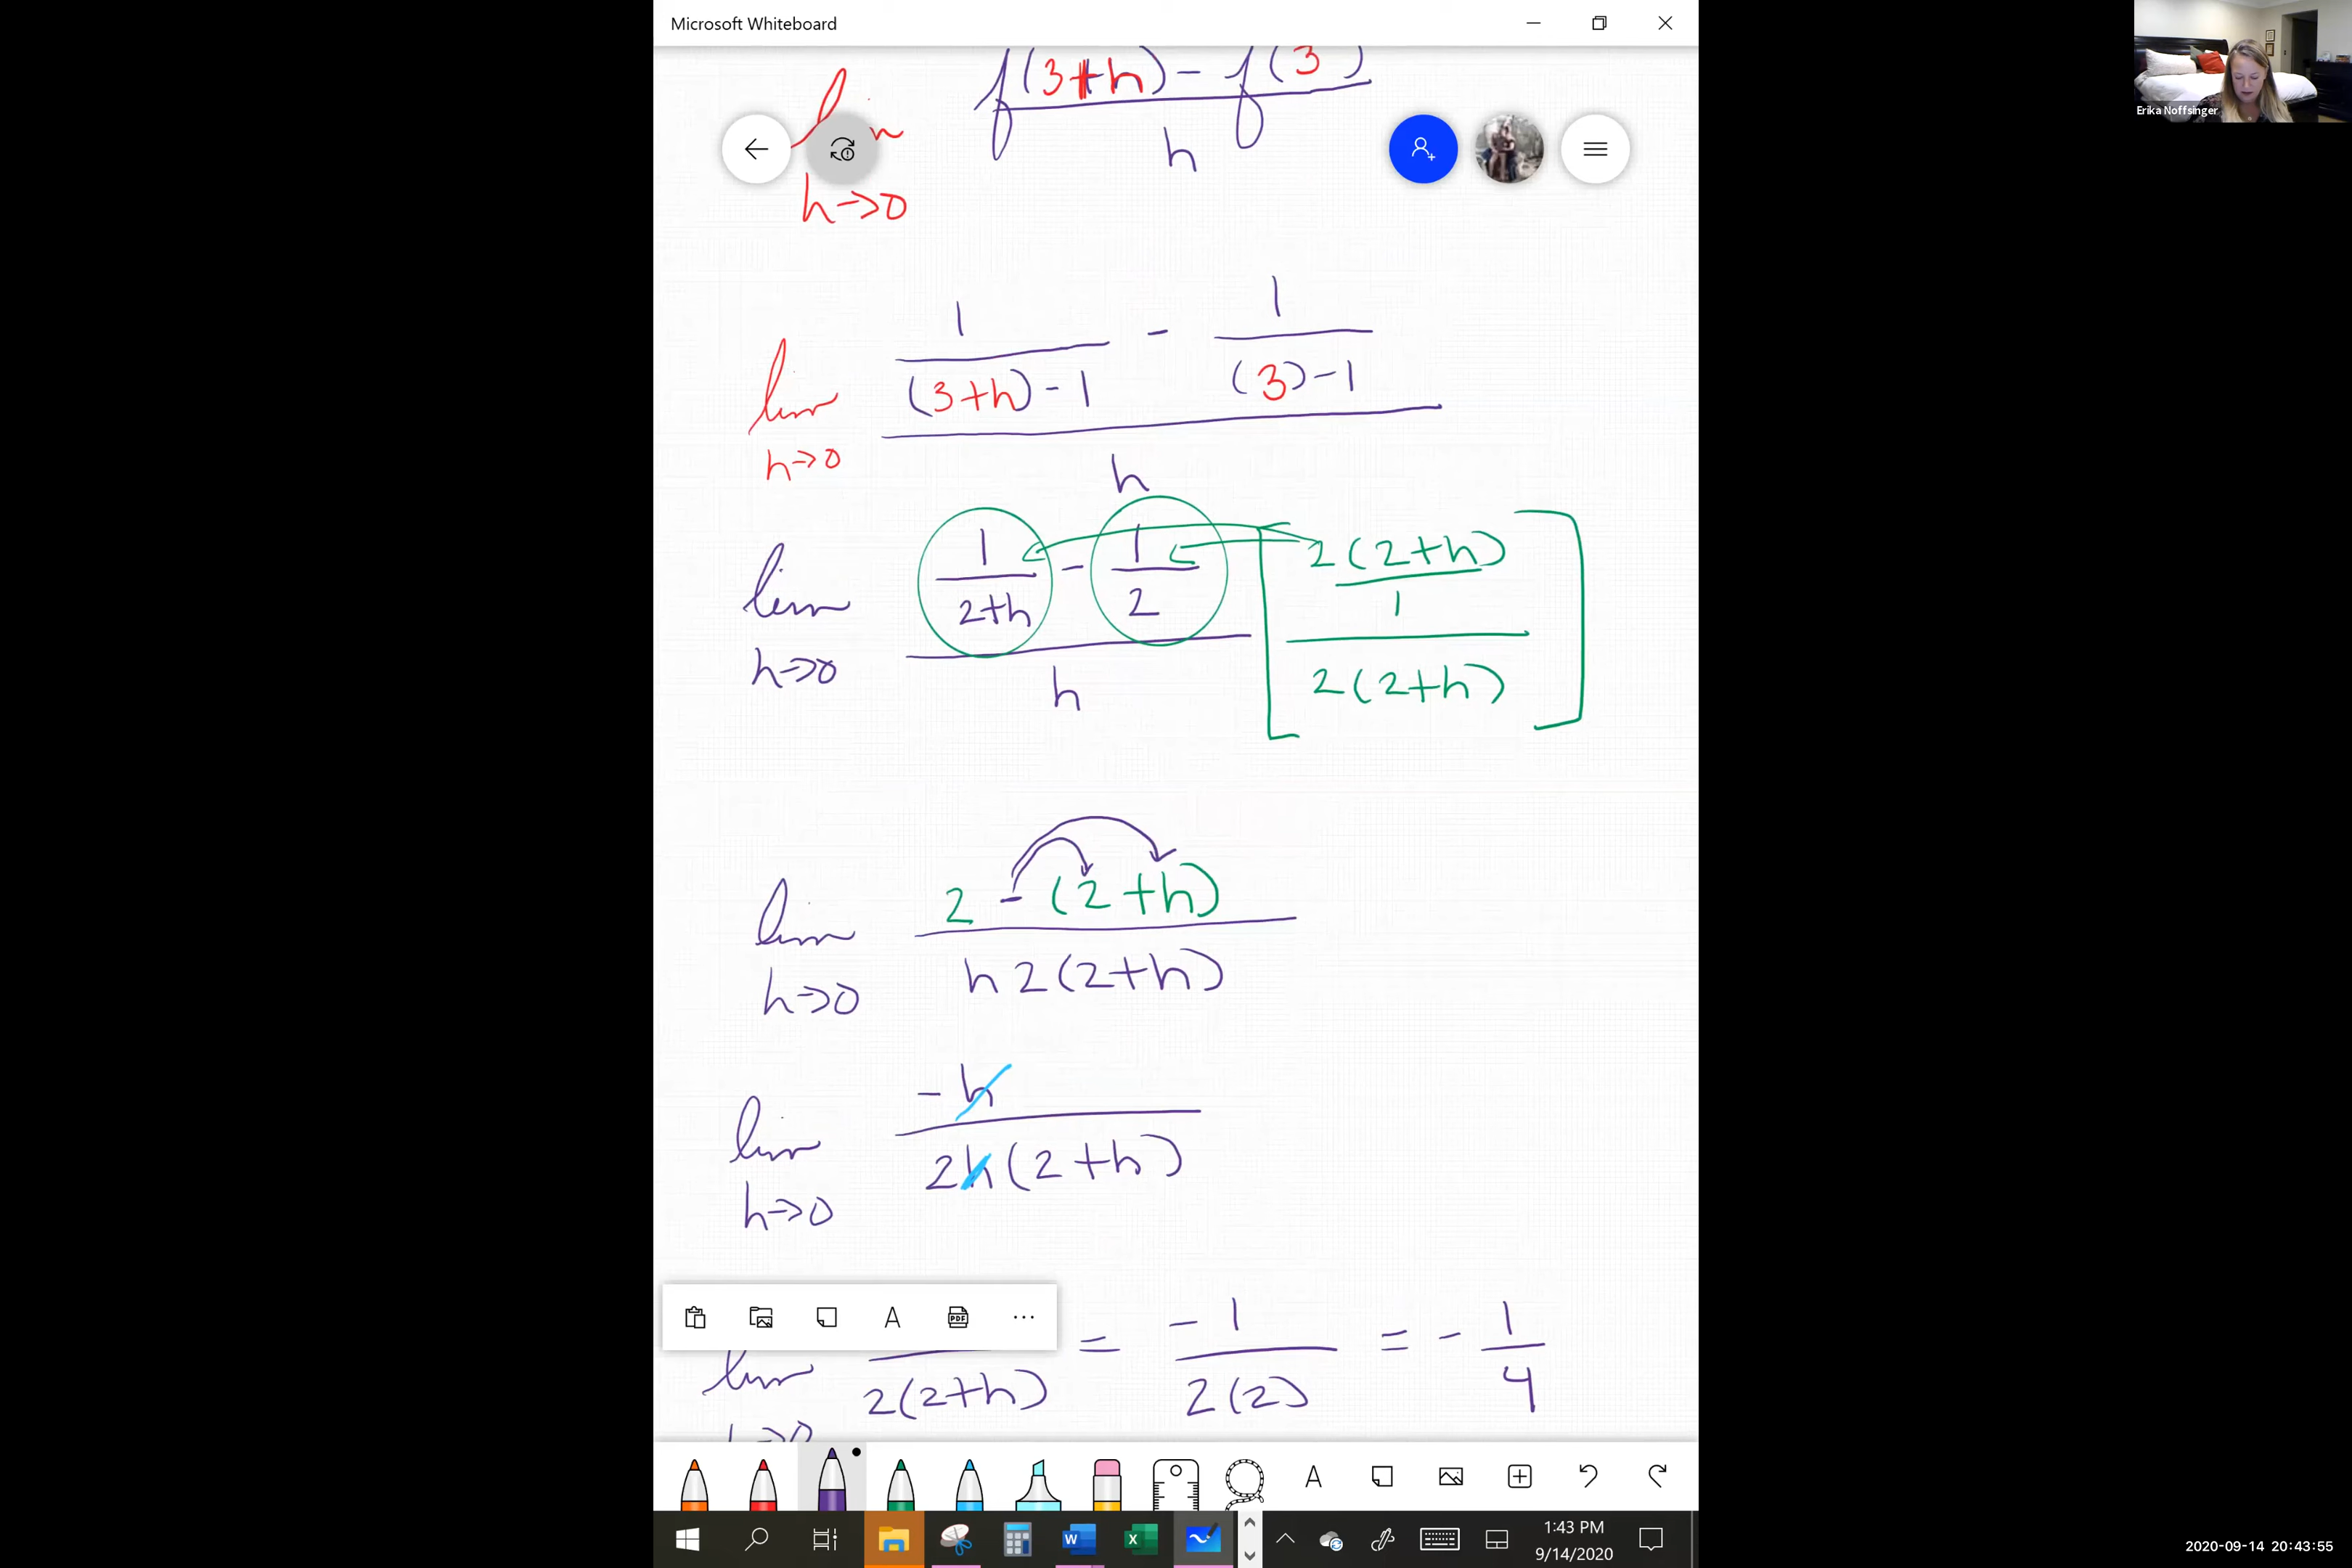 Microsoft Whiteboard
Erika Noffsinger
f(3+h) - f(3)
h
h→0
1 1
lim (3+h)-1 - (3)-1
h→0 h
1 1 2(2+h)
lim 2+h - 2 1
h→0 h 2(2+h)
lim 2 - (2+h)
h→0 h2(2+h)
lim -h
h→0 2h(2+h)
= -1 = - 1
lim 2(2+h) 2(2) 4
A
PDF
A
W
X
1:43 PM
9/14/2020
2020-09-14 20:43:55